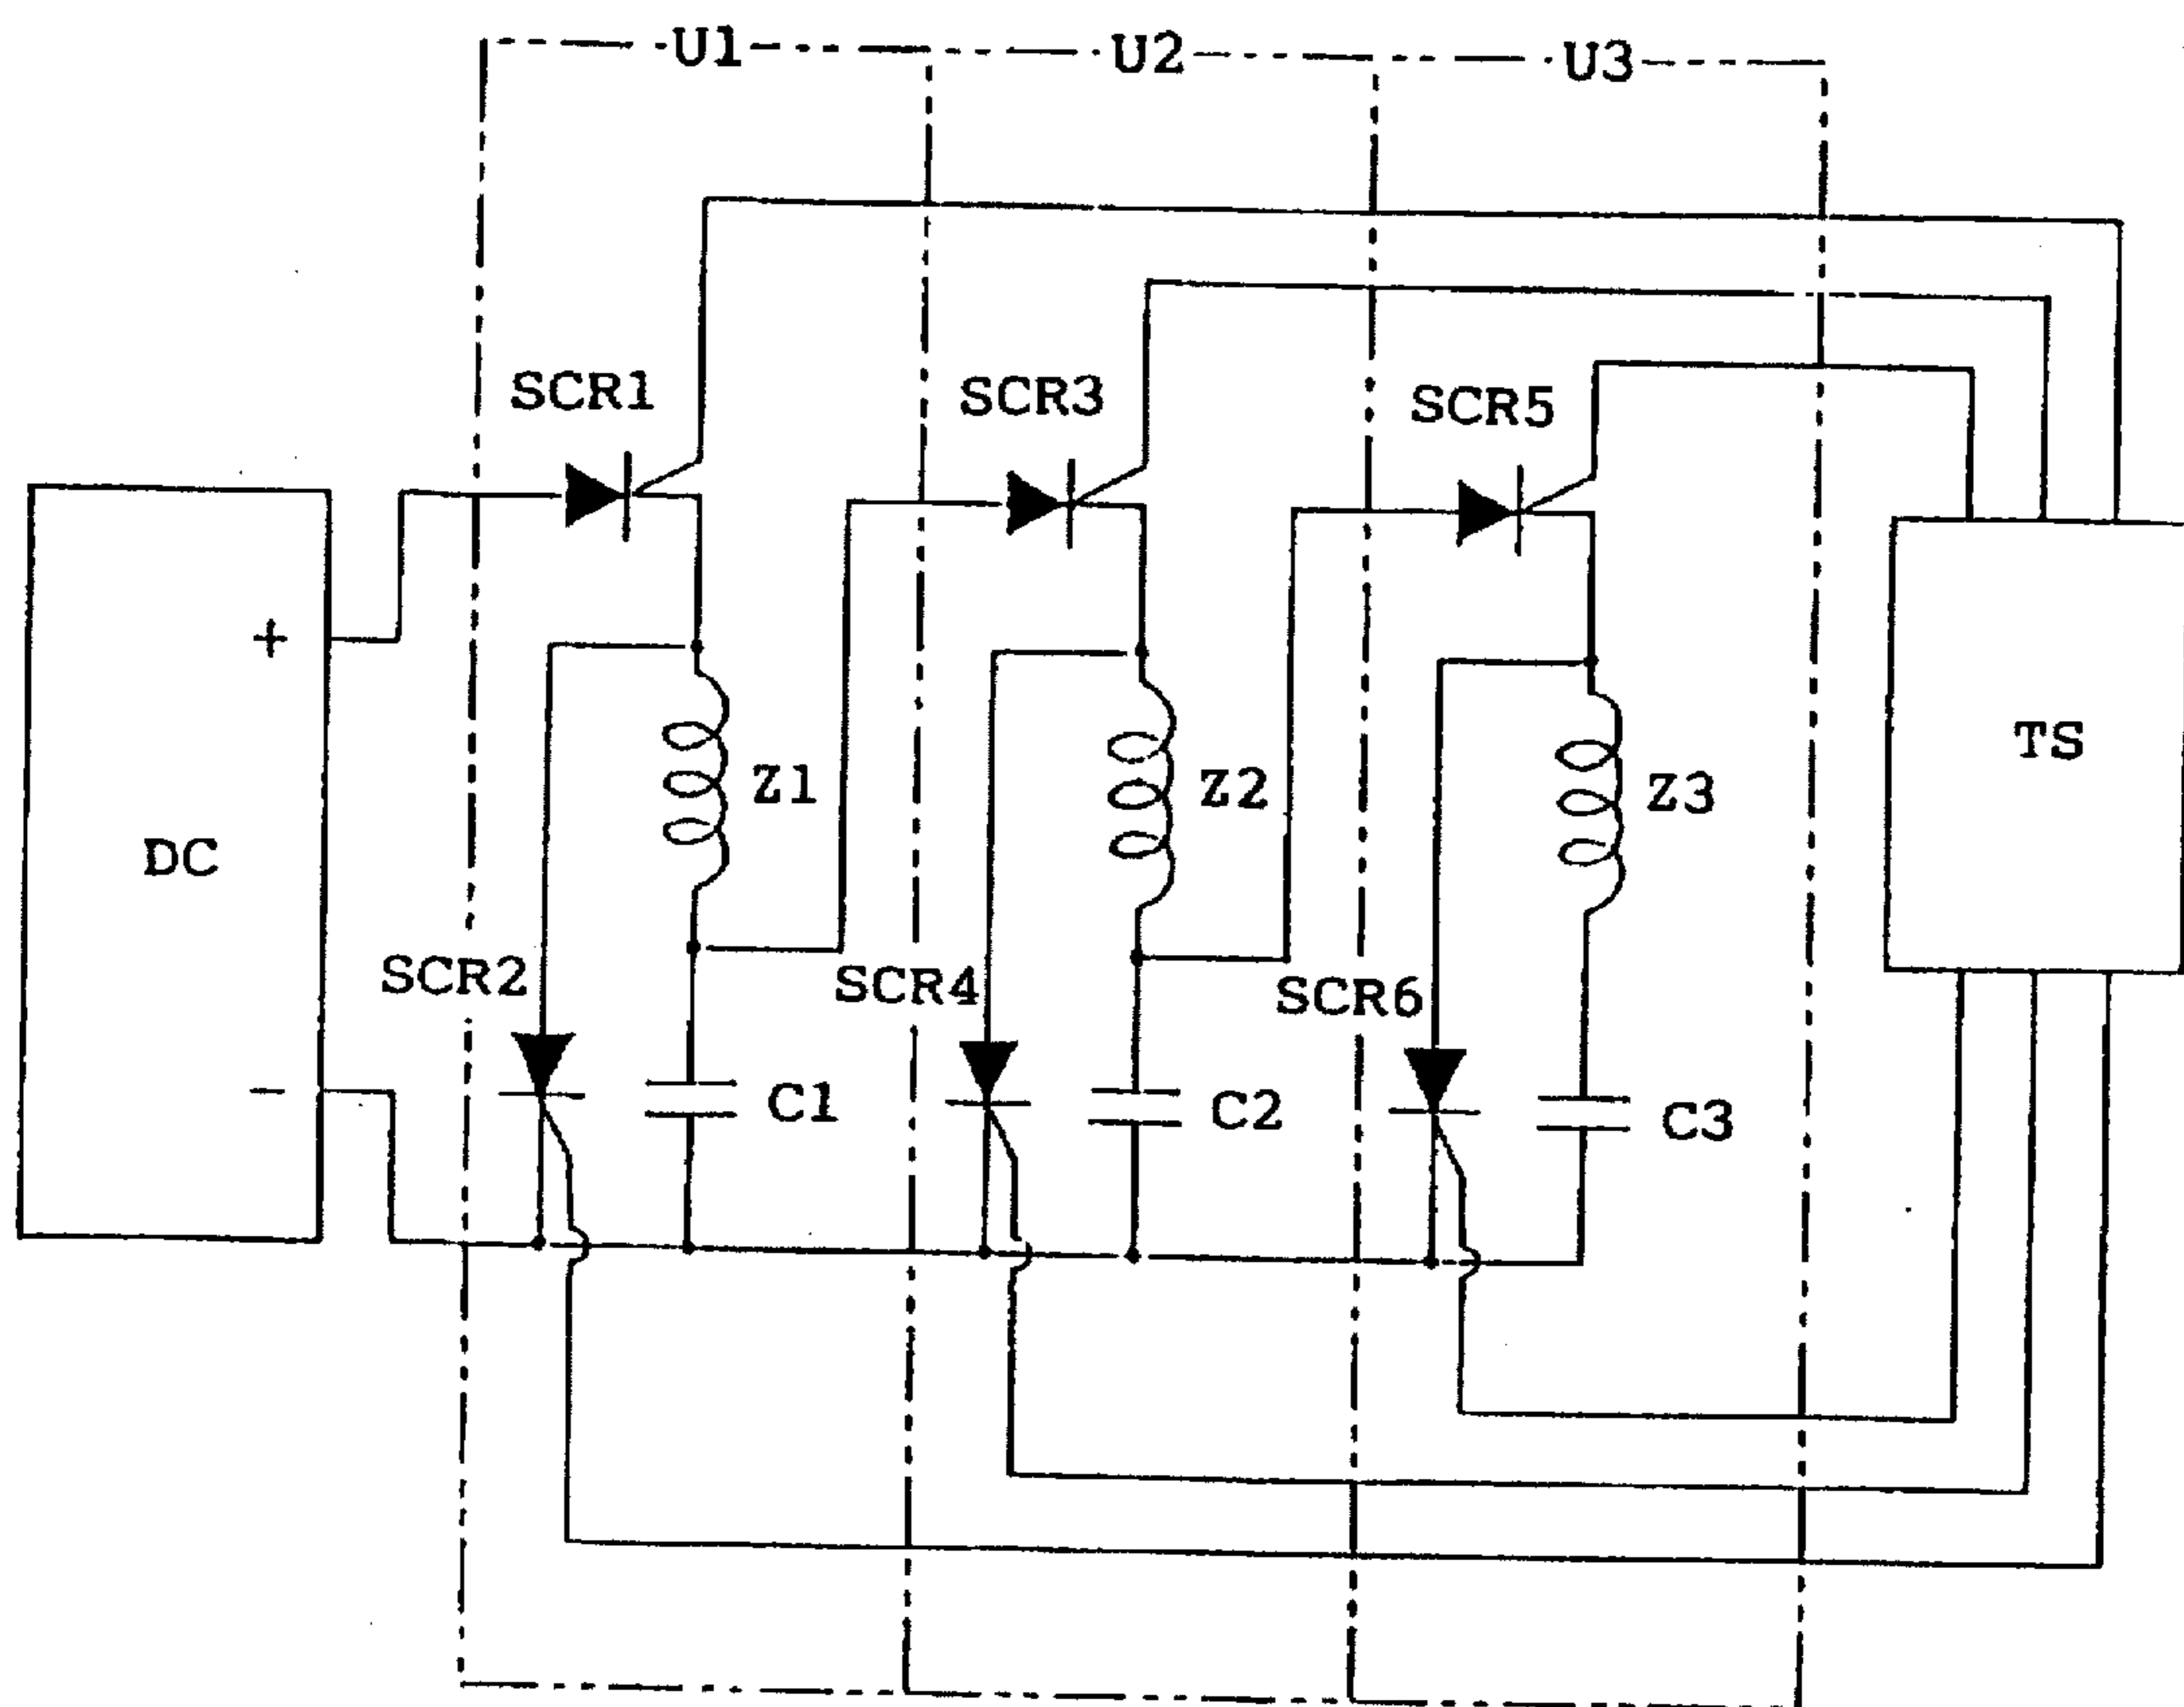 U1 U2 U3
SCR1 SCR3 SCR5
+
Z1 Z2 Z3 TS
DC
SCR2 SCR4 SCR6
−
C1 C2 C3